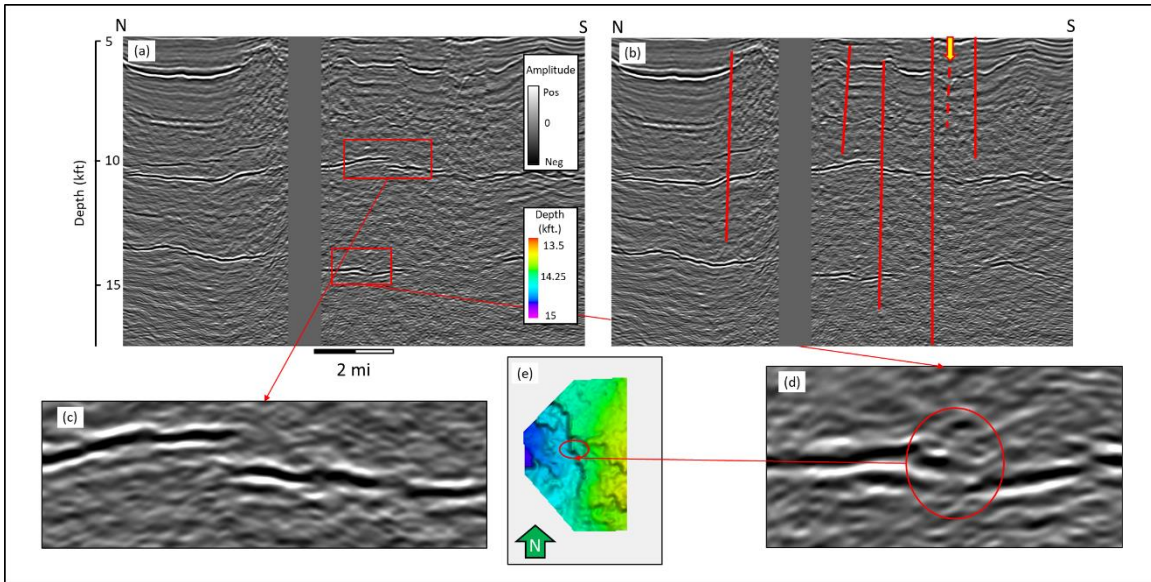 N
S
(a)
5
10
15
Depth (kft)
Amplitude
Pos
0
Neg
Depth
(kft.)
13.5
14.25
15
2 mi
N
S
(b)
(c)
(e)
N
(d)